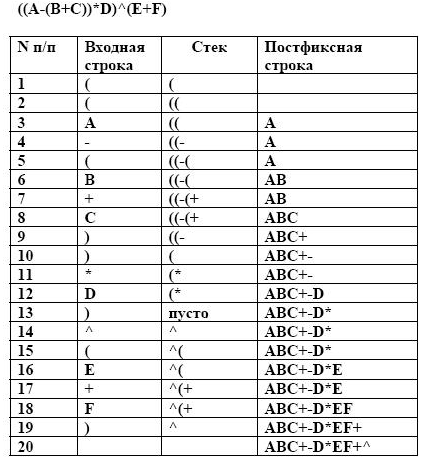 ((A-(B+C))*D)^(E+F)
N п/п Входная строка Стек Постфиксная строка
1 ( (
2 ( ((
3 A (( A
4 - ((- A
5 ( ((-( A
6 B ((-( AB
7 + ((-(+ AB
8 C ((-(+ ABC
9 ) ((- ABC+
10 ) ( ABC+-
11 * (* ABC+-
12 D (* ABC+-D
13 ) пусто ABC+-D*
14 ^ ^ ABC+-D*
15 ( ^( ABC+-D*
16 E ^( ABC+-D*E
17 + ^(+ ABC+-D*E
18 F ^(+ ABC+-D*EF
19 ) ^ ABC+-D*EF+
20 ABC+-D*EF+^